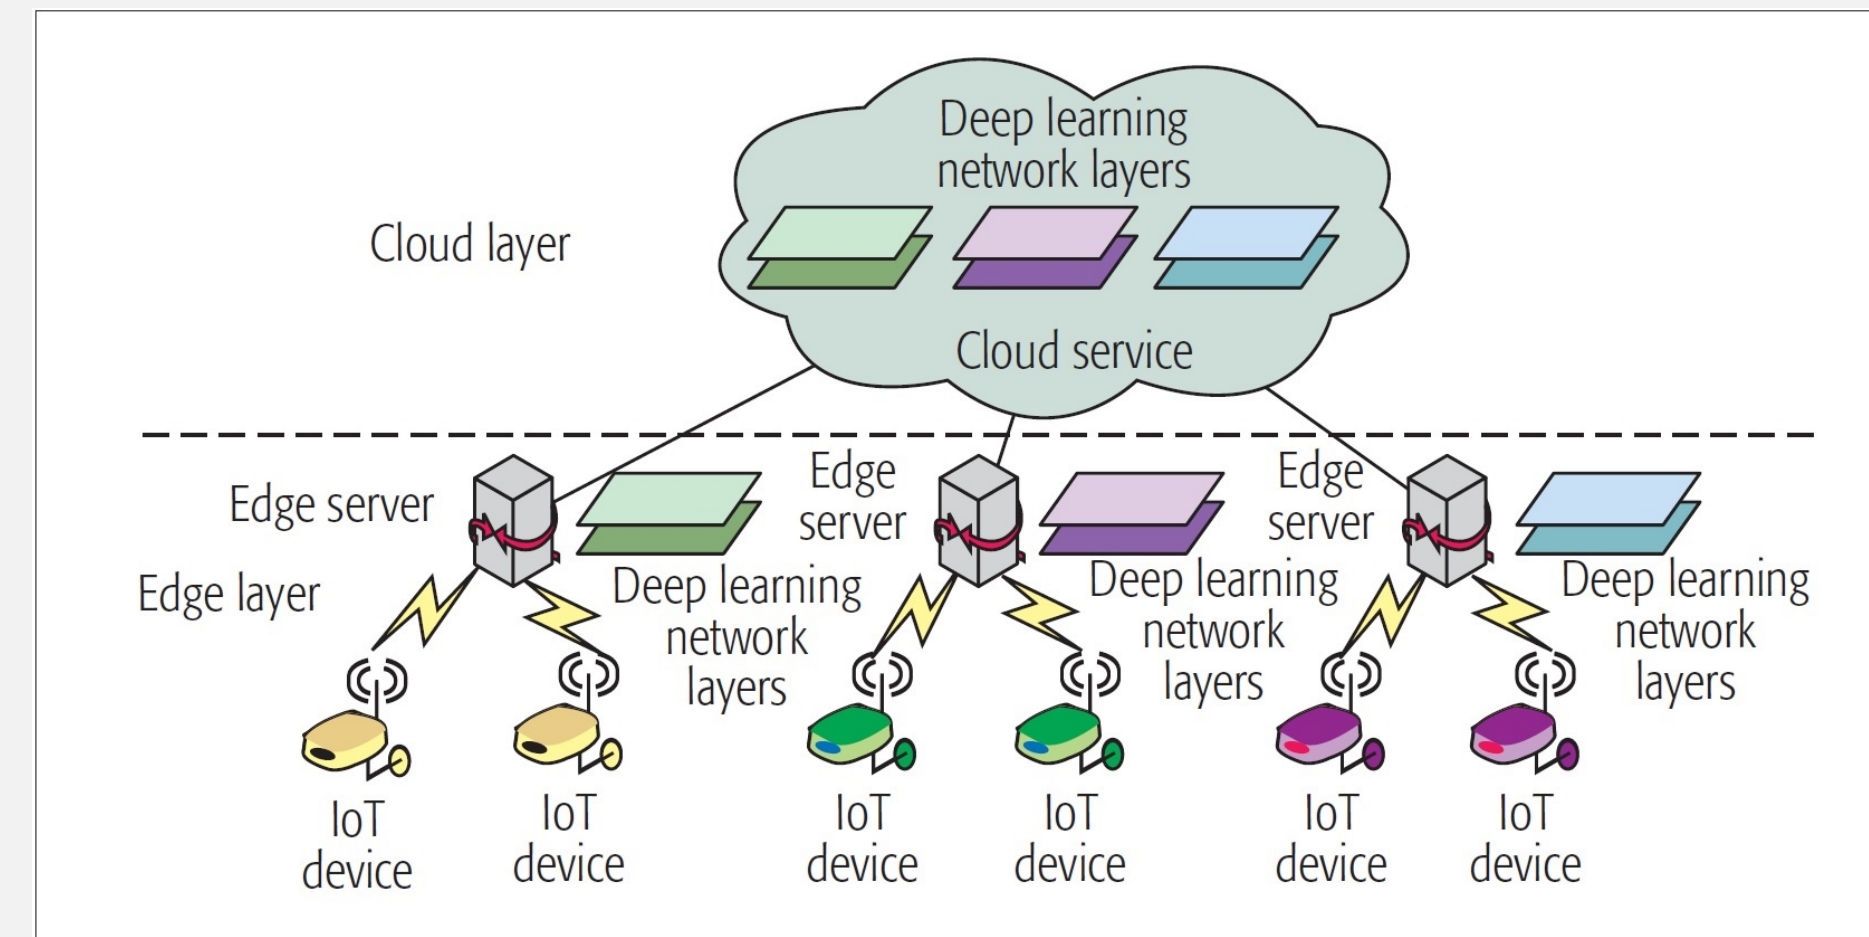 Deep learning
network layers
Cloud layer
Cloud service
Edge server
Edge
server
Edge
server
Edge layer
Deep learning
network
layers
Deep learning
network
layers
Deep learning
network
layers
IoT
device
IoT
device
IoT
device
IoT
device
IoT
device
IoT
device